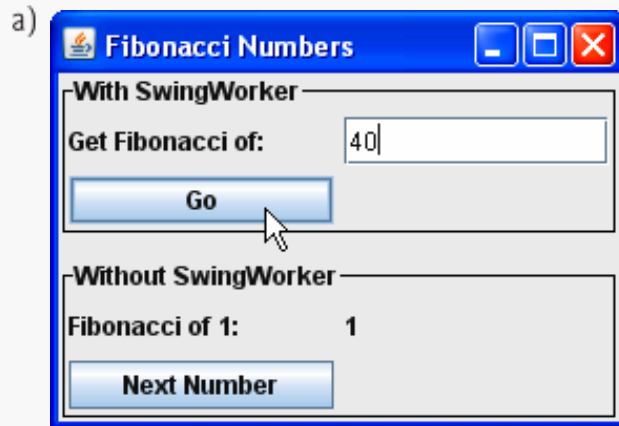 a)
Fibonacci Numbers
With SwingWorker
Get Fibonacci of: 40
Go
Without SwingWorker
Fibonacci of 1: 1
Next Number